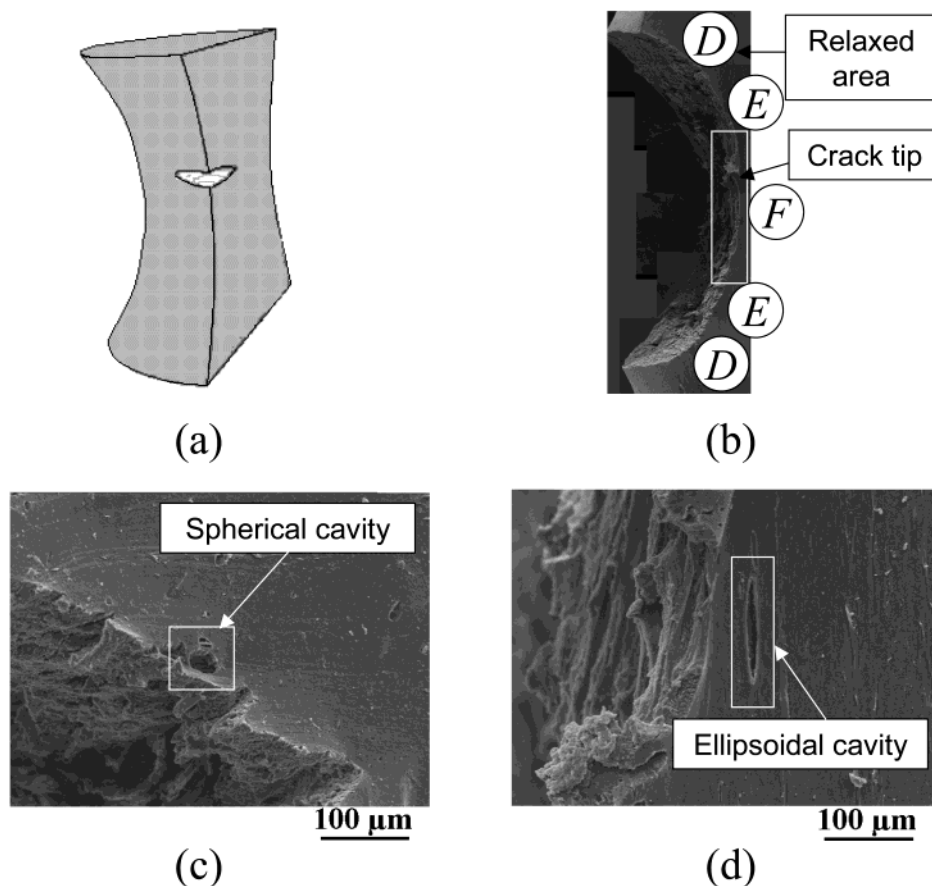 D
Relaxed
area
E
Crack tip
F
E
D
(a)
(b)
Spherical cavity
Ellipsoidal cavity
100 µm
100 µm
(c)
(d)